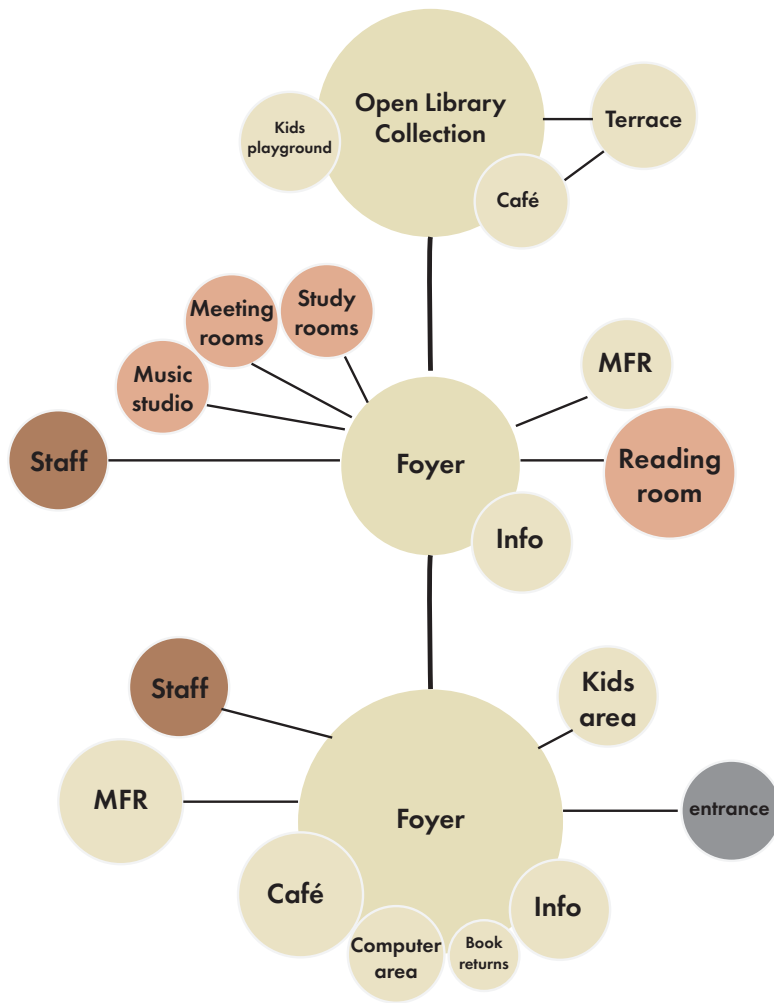 Open Library
Collection
Kids
playground
Terrace
Café
Study
rooms
Meeting
rooms
Music
studio
MFR
Staff
Foyer
Reading
room
Info
Staff
Kids
area
MFR
Foyer
entrance
Café
Info
Computer
area
Book
returns